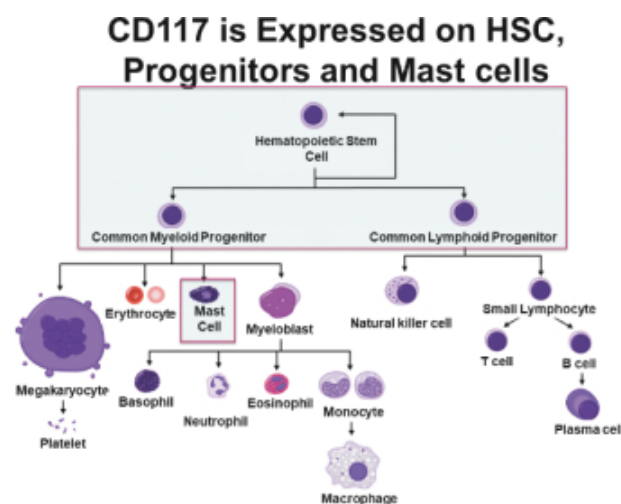 CD117 is Expressed on HSC,
Progenitors and Mast cells
Hematopoietic Stem
Cell
Common Myeloid Progenitor
Common Lymphoid Progenitor
Erythrocyte
Mast
Cell
Myeloblast
Natural killer cell
Small Lymphocyte
T cell
B cell
Megakaryocyte
Basophil
Neutrophil
Eosinophil
Monocyte
Plasma cell
Platelet
Macrophage